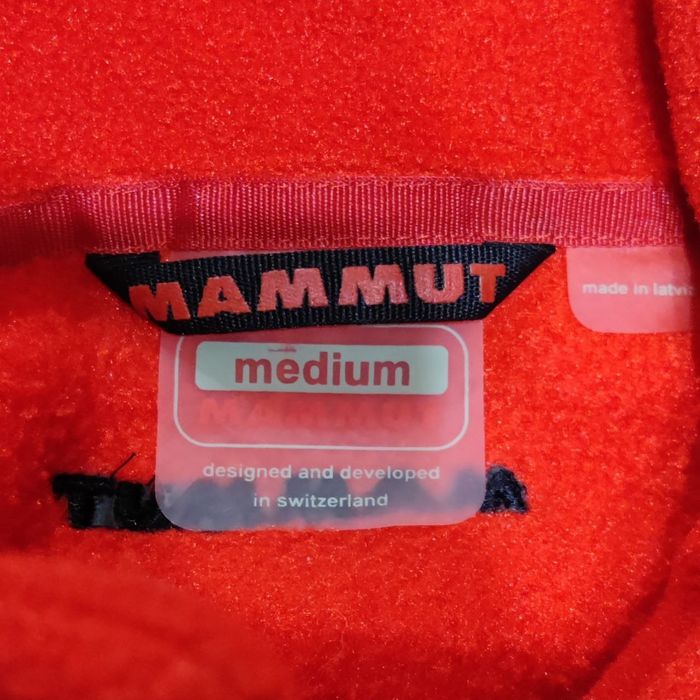 MAMMUT
made in latvia
medium
designed and developed
in switzerland